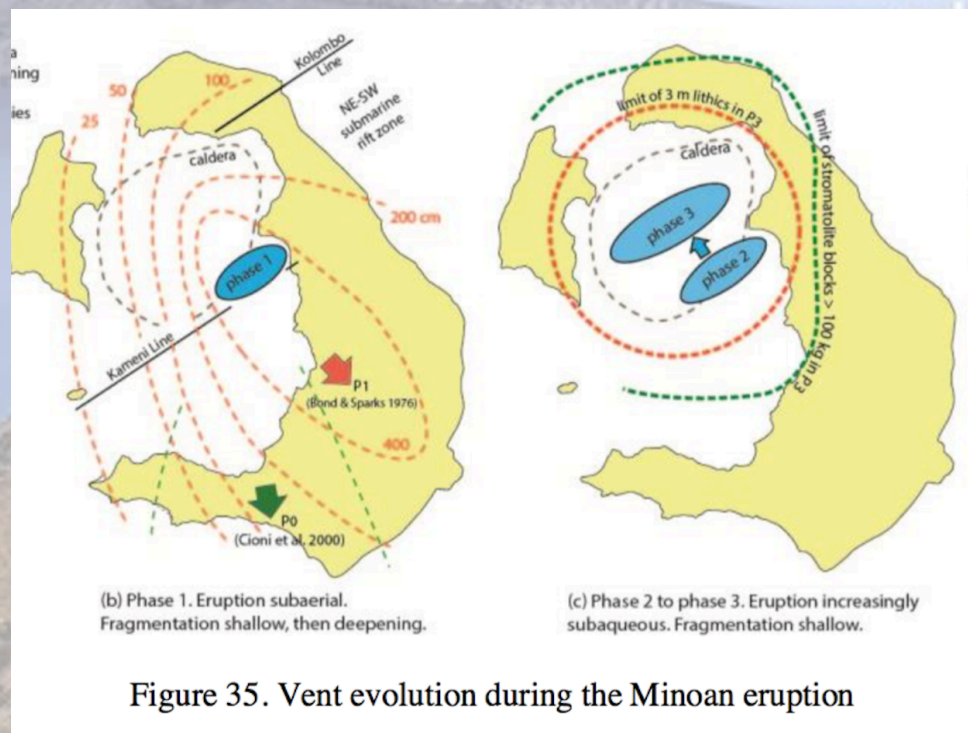 a
ning
ies
25
50
100
Kolombo
Line
NE-SW
submarine
rift zone
caldera
200 cm
phase 1
Kameni Line
P1
(Bond & Sparks 1976)
400
P0
(Cioni et al. 2000)
(b) Phase 1. Eruption subaerial.
Fragmentation shallow, then deepening.
limit of 3 m lithics in P3
caldera
phase 3
phase 2
limit of stromatolite blocks > 100 kg in P3
(c) Phase 2 to phase 3. Eruption increasingly
subaqueous. Fragmentation shallow.
Figure 35. Vent evolution during the Minoan eruption